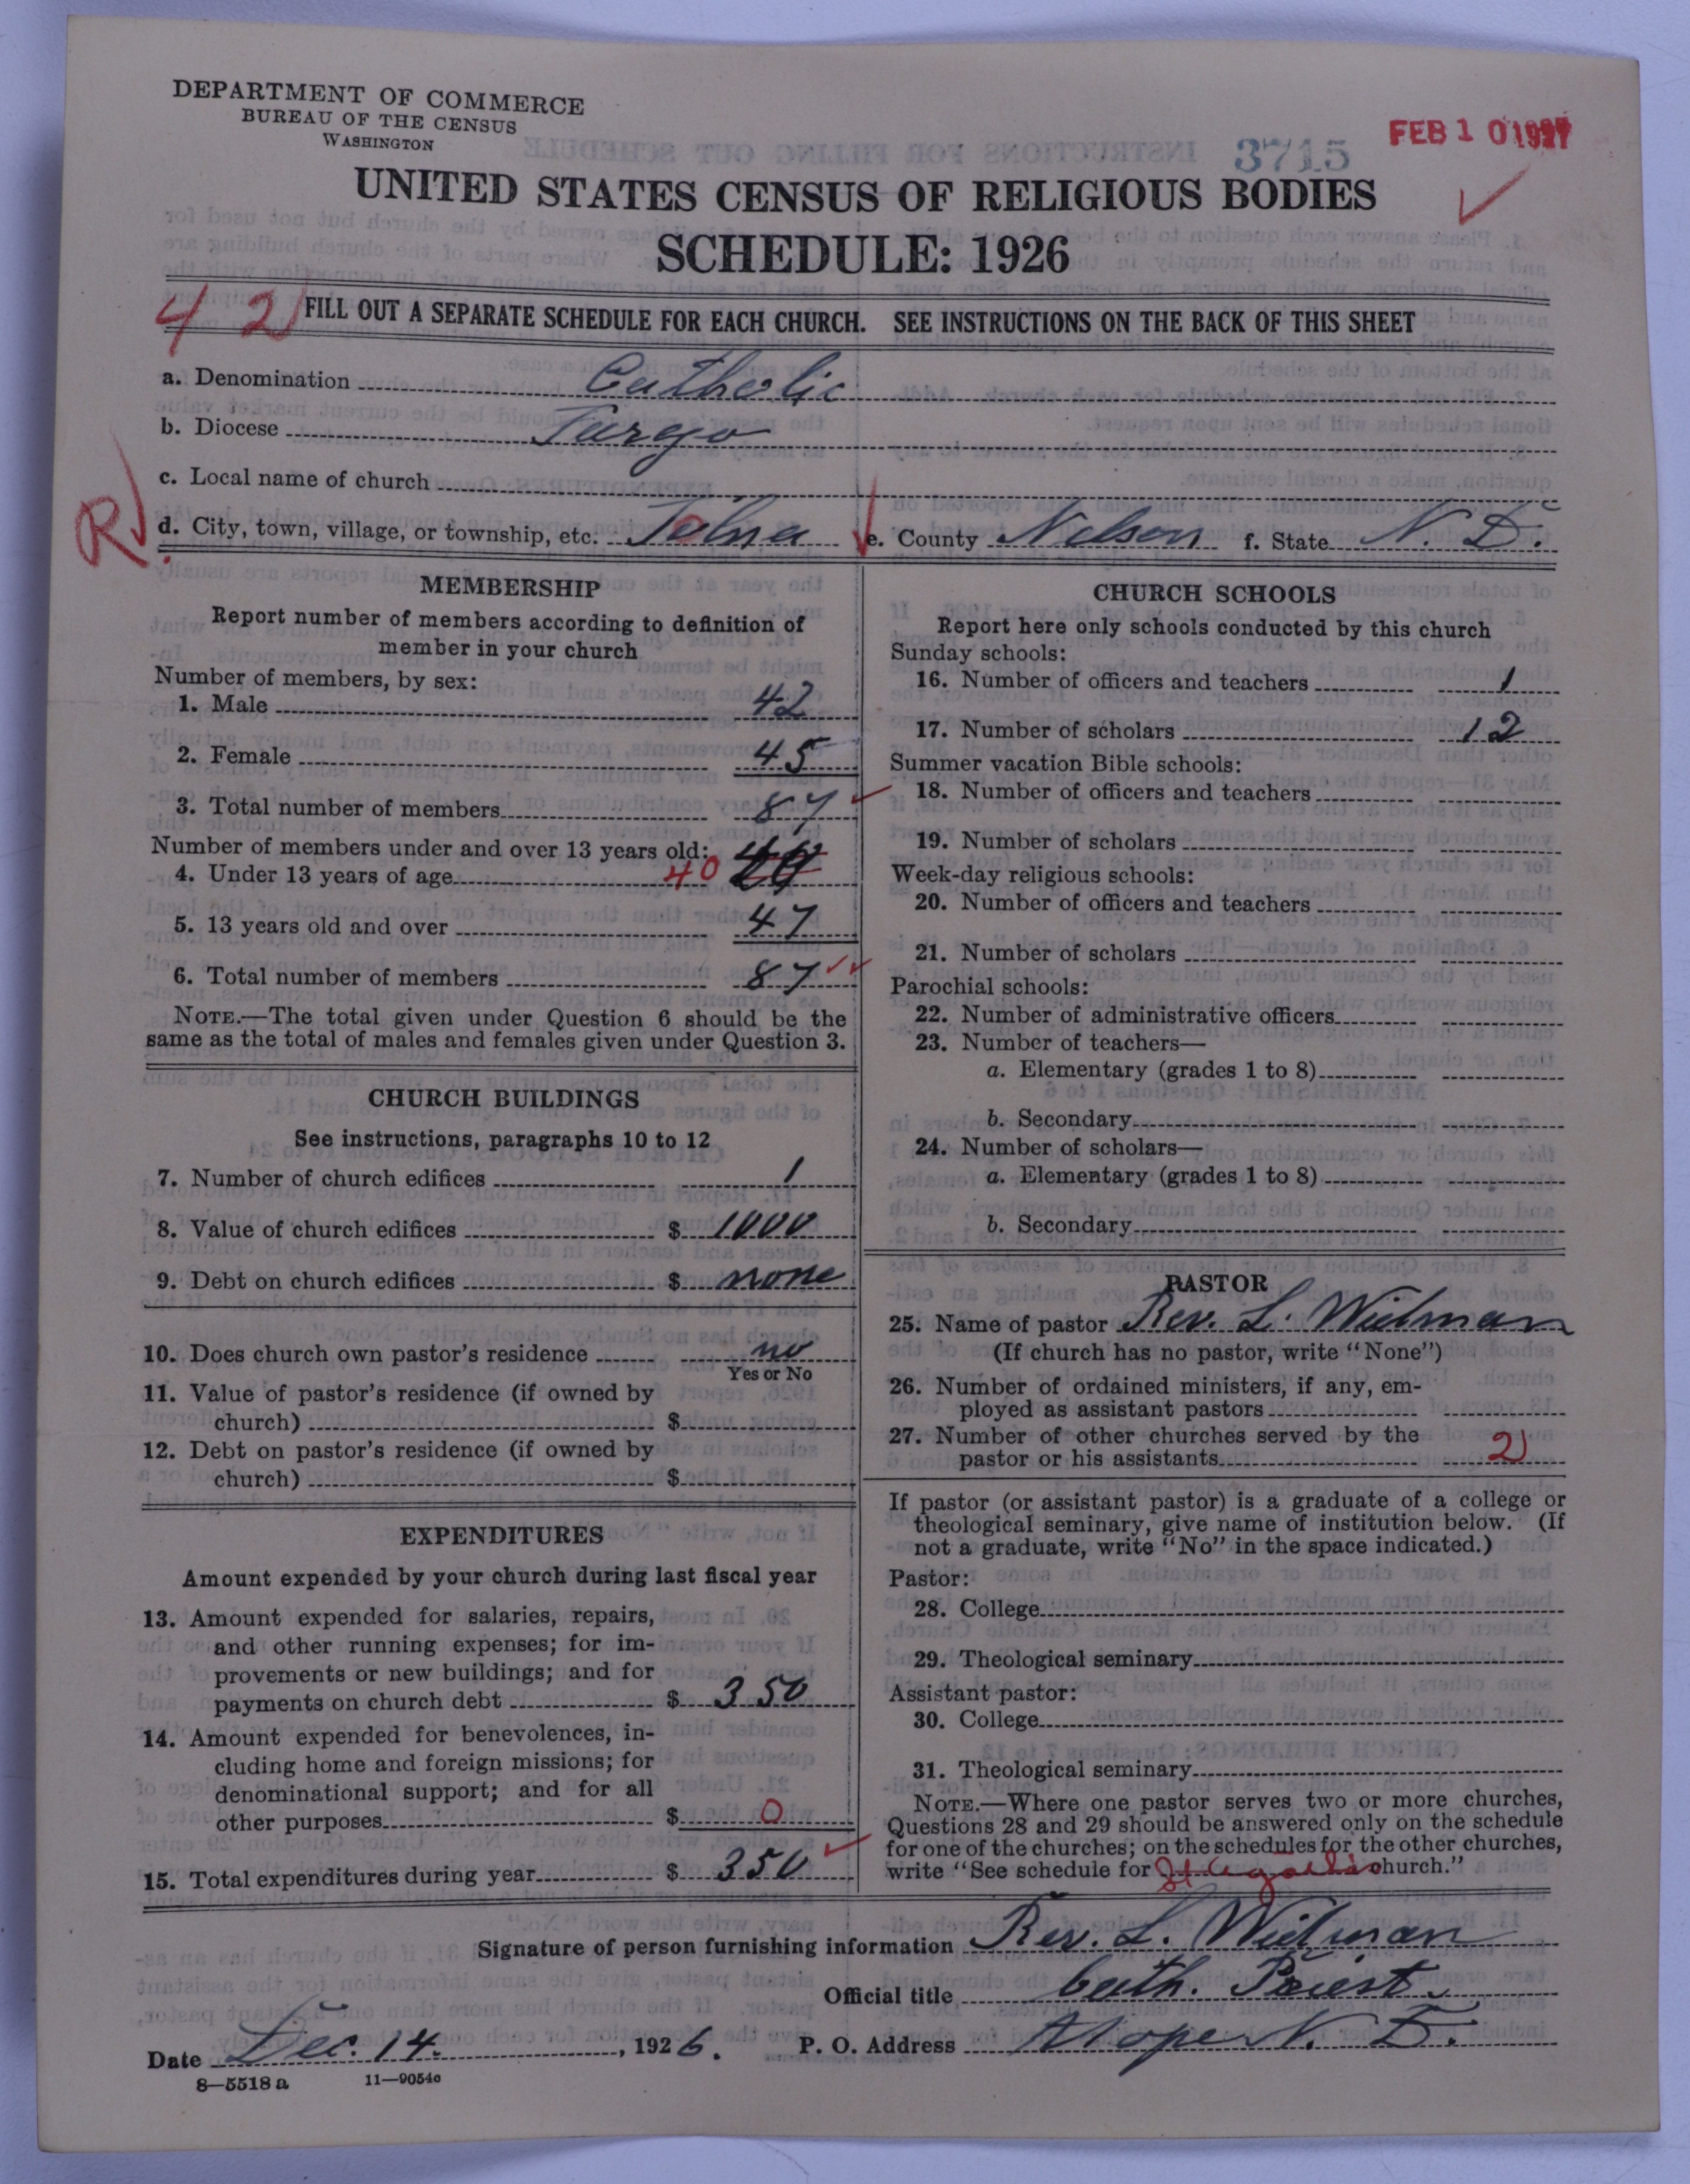 DEPARTMENT OF COMMERCE
BUREAU OF THE CENSUS
WASHINGTON
3715
FEB 10 1927
UNITED STATES CENSUS OF RELIGIOUS BODIES
SCHEDULE: 1926
4 2
FILL OUT A SEPARATE SCHEDULE FOR EACH CHURCH. SEE INSTRUCTIONS ON THE BACK OF THIS SHEET
a. Denomination Catholic
b. Diocese Fargo
c. Local name of church
R
d. City, town, village, or township, etc. Tolna e. County Nelson f. State N. D.
MEMBERSHIP
Report number of members according to definition of
member in your church
Number of members, by sex:
1. Male 42
2. Female 45
3. Total number of members 87
Number of members under and over 13 years old:
4. Under 13 years of age 40
5. 13 years old and over 47
6. Total number of members 87
NOTE.—The total given under Question 6 should be the
same as the total of males and females given under Question 3.
CHURCH BUILDINGS
See instructions, paragraphs 10 to 12
7. Number of church edifices 1
8. Value of church edifices $ 1000
9. Debt on church edifices $ none
10. Does church own pastor's residence no
Yes or No
11. Value of pastor's residence (if owned by
church) $
12. Debt on pastor's residence (if owned by
church) $
EXPENDITURES
Amount expended by your church during last fiscal year
13. Amount expended for salaries, repairs,
and other running expenses; for im-
provements or new buildings; and for
payments on church debt $ 350
14. Amount expended for benevolences, in-
cluding home and foreign missions; for
denominational support; and for all
other purposes $ 0
15. Total expenditures during year $ 350
CHURCH SCHOOLS
Report here only schools conducted by this church
Sunday schools:
16. Number of officers and teachers 1
17. Number of scholars 12
Summer vacation Bible schools:
18. Number of officers and teachers
19. Number of scholars
Week-day religious schools:
20. Number of officers and teachers
21. Number of scholars
Parochial schools:
22. Number of administrative officers
23. Number of teachers—
a. Elementary (grades 1 to 8)
b. Secondary
24. Number of scholars—
a. Elementary (grades 1 to 8)
b. Secondary
PASTOR
25. Name of pastor Rev. L. Widman
(If church has no pastor, write "None")
26. Number of ordained ministers, if any, em-
ployed as assistant pastors
27. Number of other churches served by the
pastor or his assistants 2
If pastor (or assistant pastor) is a graduate of a college or
theological seminary, give name of institution below. (If
not a graduate, write "No" in the space indicated.)
Pastor:
28. College
29. Theological seminary
Assistant pastor:
30. College
31. Theological seminary
NOTE.—Where one pastor serves two or more churches,
Questions 28 and 29 should be answered only on the schedule
for one of the churches; on the schedules for the other churches,
write "See schedule for St church."
Signature of person furnishing information Rev. L. Widman
Official title Cath. Priest
Date Dec. 14. , 1926. P. O. Address N. D.
8—5518 a 11—9054c